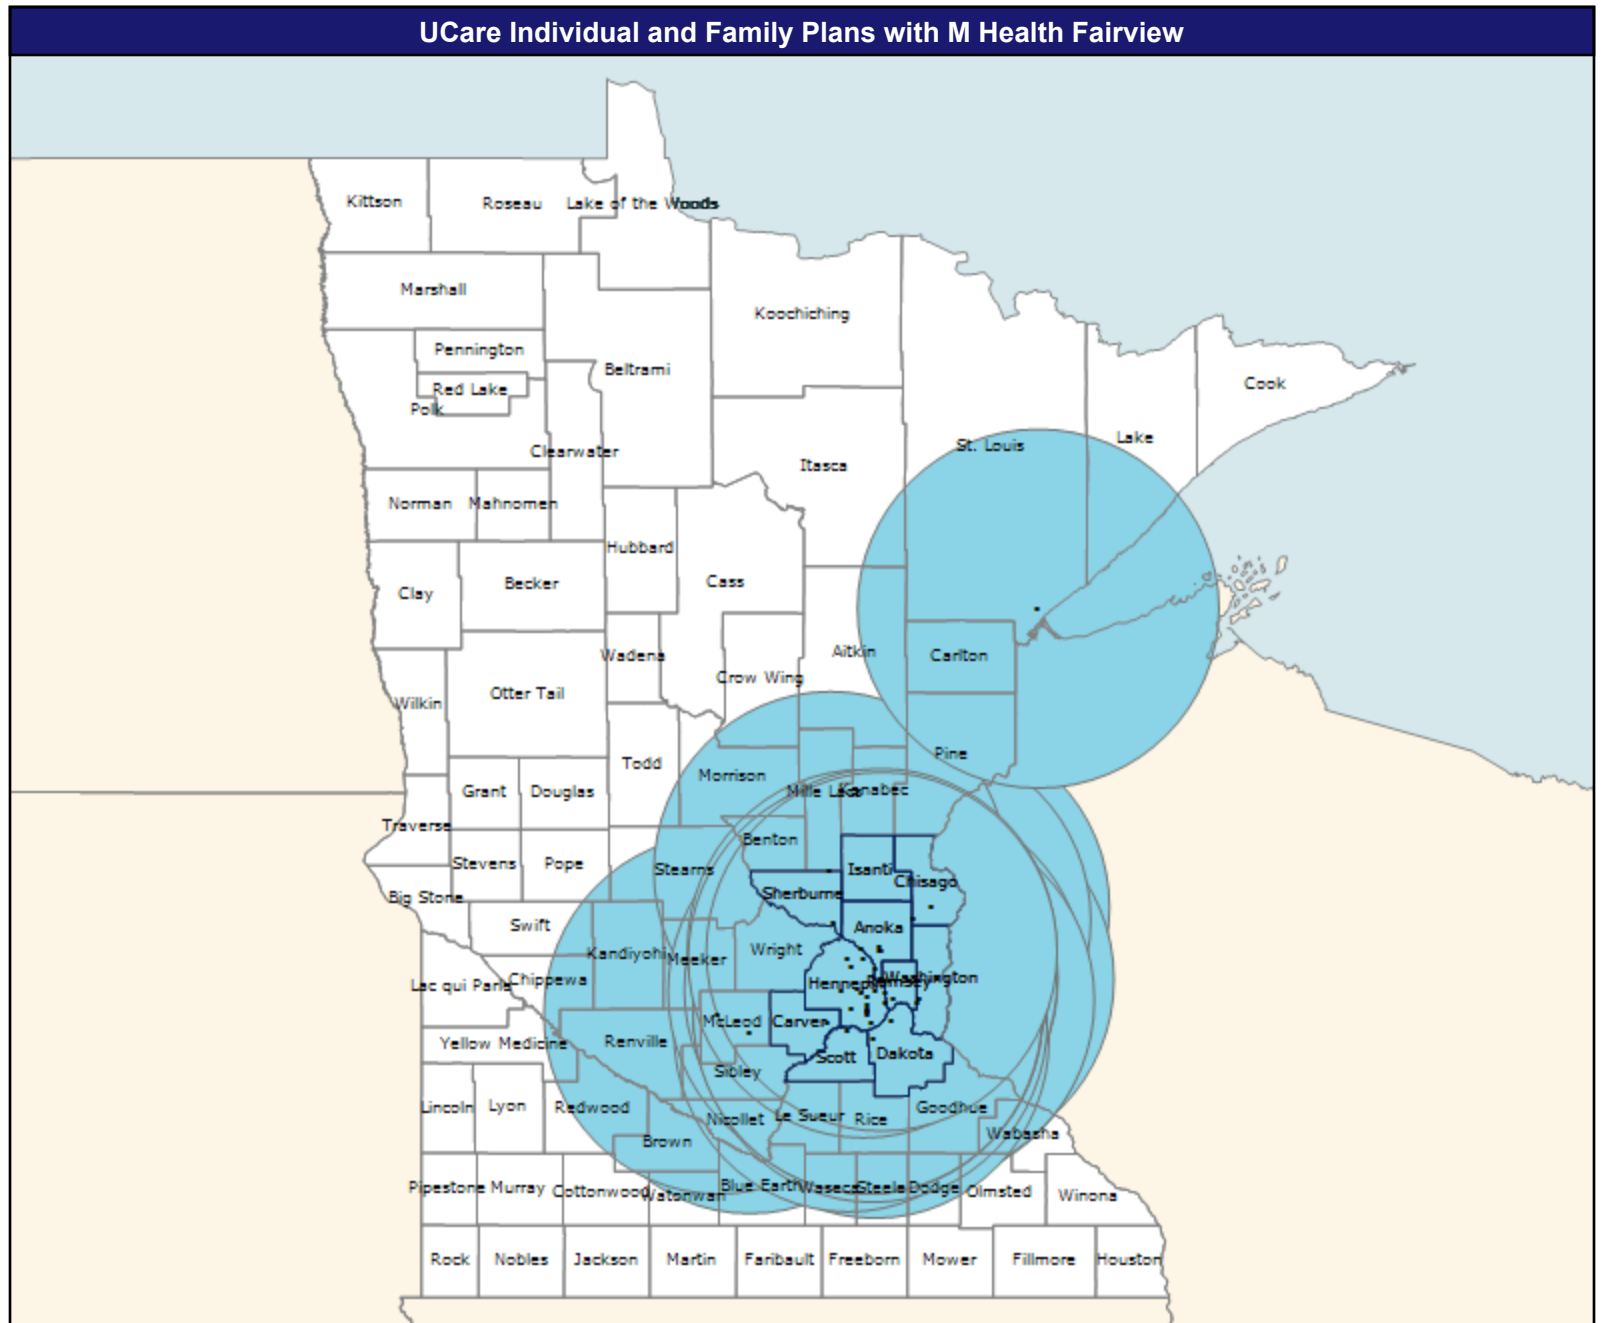 UCare Individual and Family Plans with M Health Fairview
Kittson
Roseau
Lake of the Woods
Marshall
Koochiching
Pennington
Beltrami
Red Lake
Cook
Polk
Lake
St. Louis
Clearwater
Itasca
Norman
Mahnomen
Hubbard
Cass
Becker
Clay
Aitkin
Wadena
Carlton
Crow Wing
Otter Tail
Wilkin
Pine
Todd
Morrison
Grant
Douglas
Mille Lacs
Kanabec
Traverse
Benton
Stevens
Pope
Stearns
Isanti
Chisago
Sherburne
Big Stone
Swift
Anoka
Kandiyohi
Meeker
Wright
Lac qui Parle
Chippewa
Hennepin
Ramsey
Washington
McLeod
Carver
Yellow Medicine
Renville
Scott
Dakota
Sibley
Lincoln
Lyon
Redwood
Nicollet
Le Sueur
Rice
Goodhue
Brown
Wabasha
Pipestone
Murray
Cottonwood
Watonwan
Blue Earth
Waseca
Steele
Dodge
Olmsted
Winona
Rock
Nobles
Jackson
Martin
Faribault
Freeborn
Mower
Fillmore
Houston